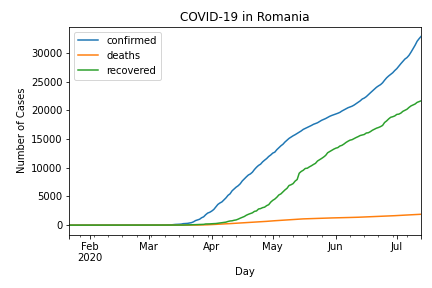 COVID-19 in Romania
confirmed
deaths
recovered
Number of Cases
30000
25000
20000
15000
10000
5000
0
Feb
2020
Mar
Apr
May
Jun
Jul
Day